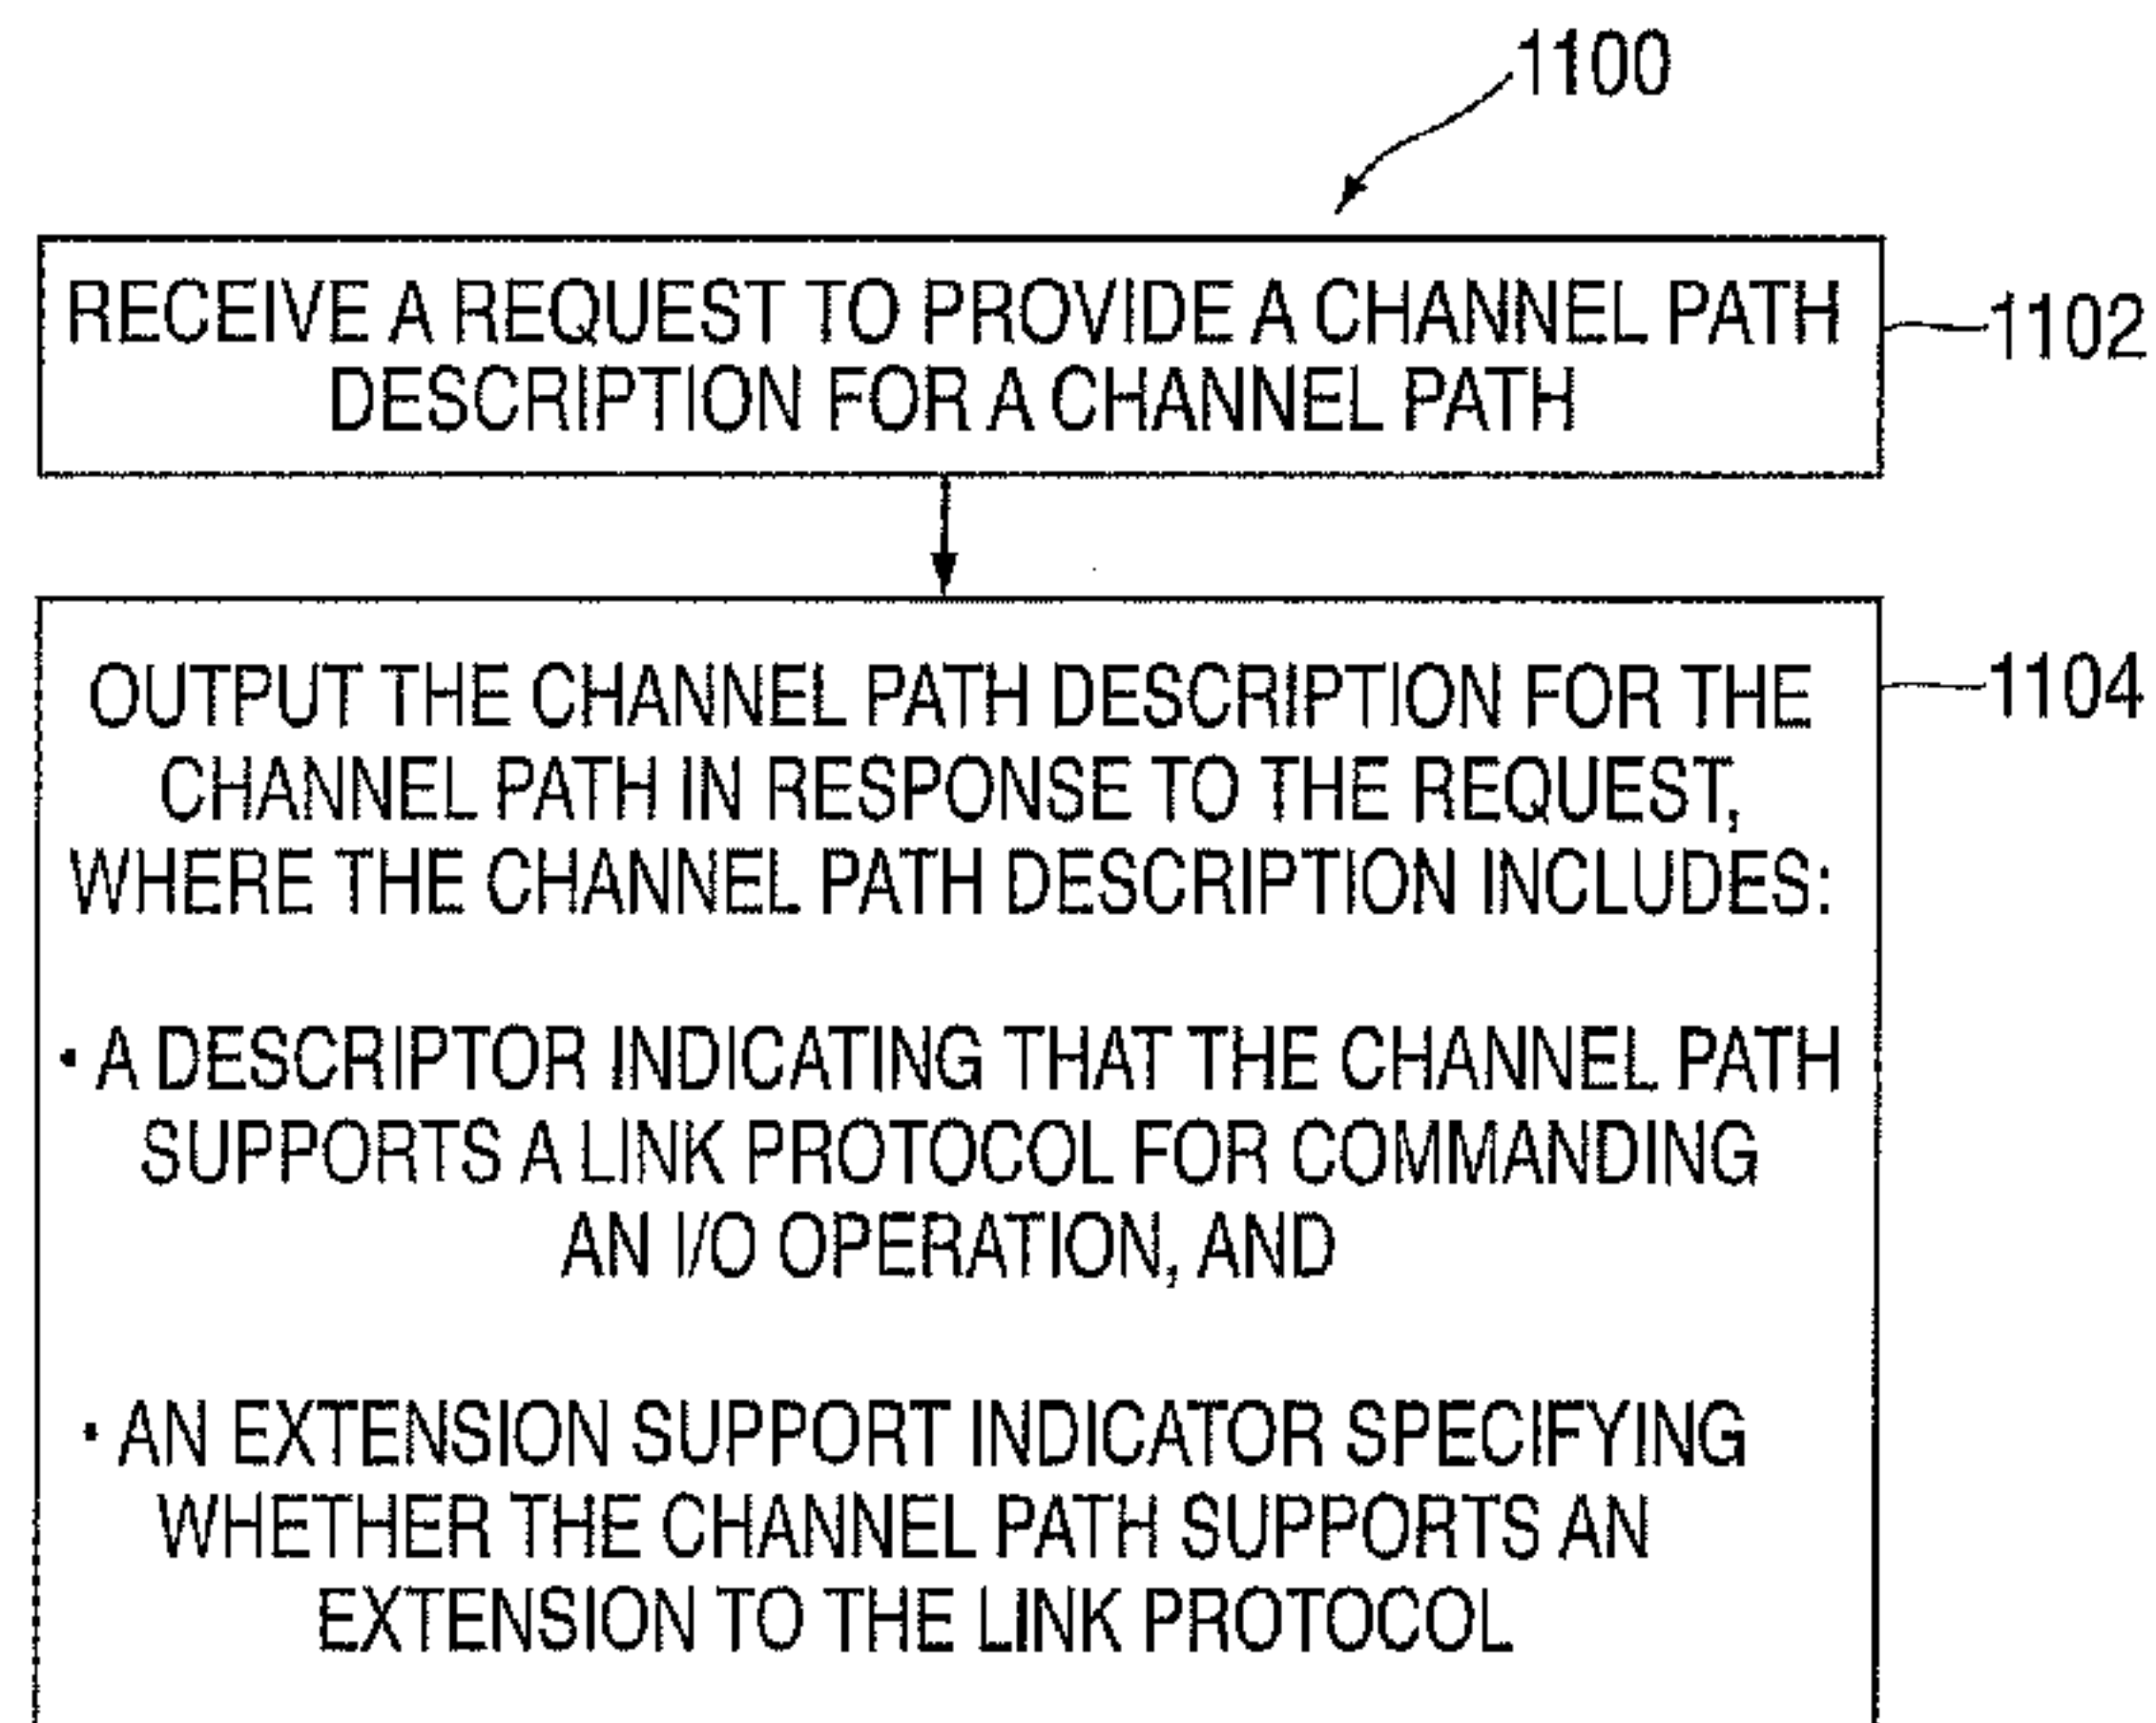 1100
RECEIVE A REQUEST TO PROVIDE A CHANNEL PATH
DESCRIPTION FOR A CHANNEL PATH
1102
OUTPUT THE CHANNEL PATH DESCRIPTION FOR THE
CHANNEL PATH IN RESPONSE TO THE REQUEST,
WHERE THE CHANNEL PATH DESCRIPTION INCLUDES:
1104
• A DESCRIPTOR INDICATING THAT THE CHANNEL PATH
SUPPORTS A LINK PROTOCOL FOR COMMANDING
AN I/O OPERATION, AND
• AN EXTENSION SUPPORT INDICATOR SPECIFYING
WHETHER THE CHANNEL PATH SUPPORTS AN
EXTENSION TO THE LINK PROTOCOL